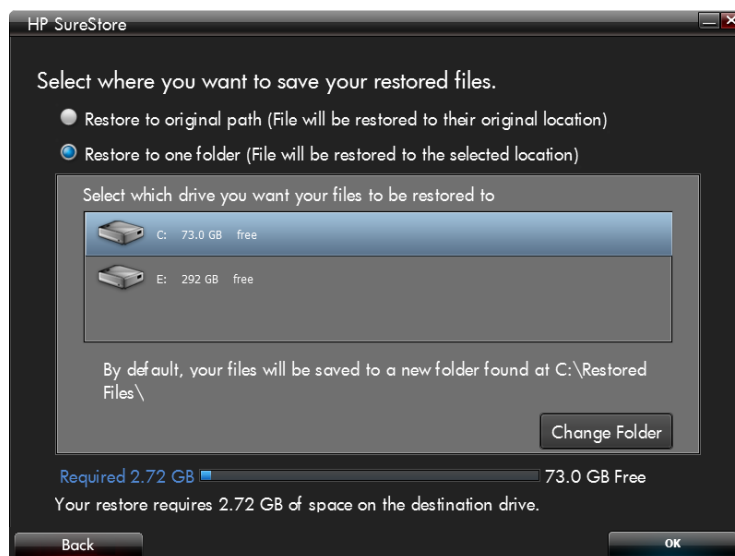 HP SureStore
Select where you want to save your restored files.
Restore to original path (File will be restored to their original location)
Restore to one folder (File will be restored to the selected location)
Select which drive you want your files to be restored to
C: 73.0 GB free
E: 292 GB free
By default, your files will be saved to a new folder found at C:\Restored
Files\
Change Folder
Required 2.72 GB 73.0 GB Free
Your restore requires 2.72 GB of space on the destination drive.
Back OK